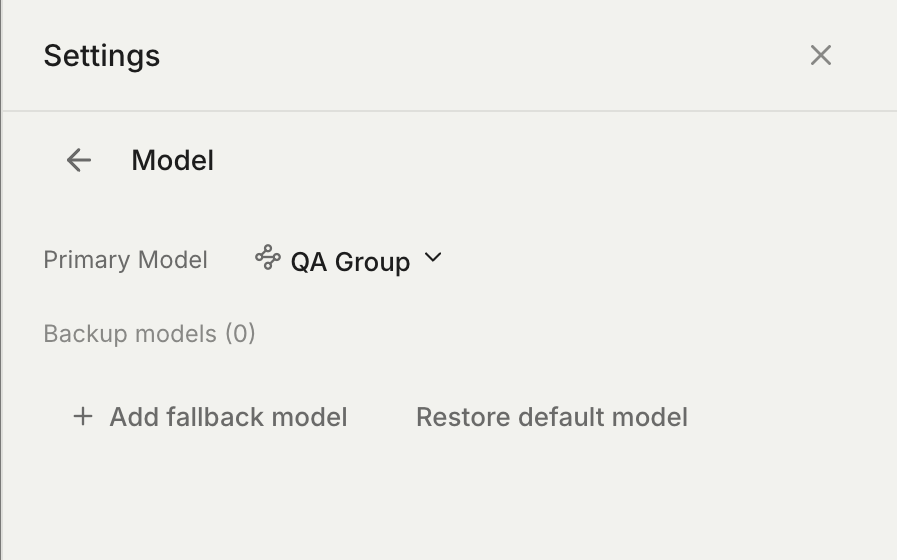 Settings
Model
Primary Model QA Group
Backup models (0)
+ Add fallback model Restore default model